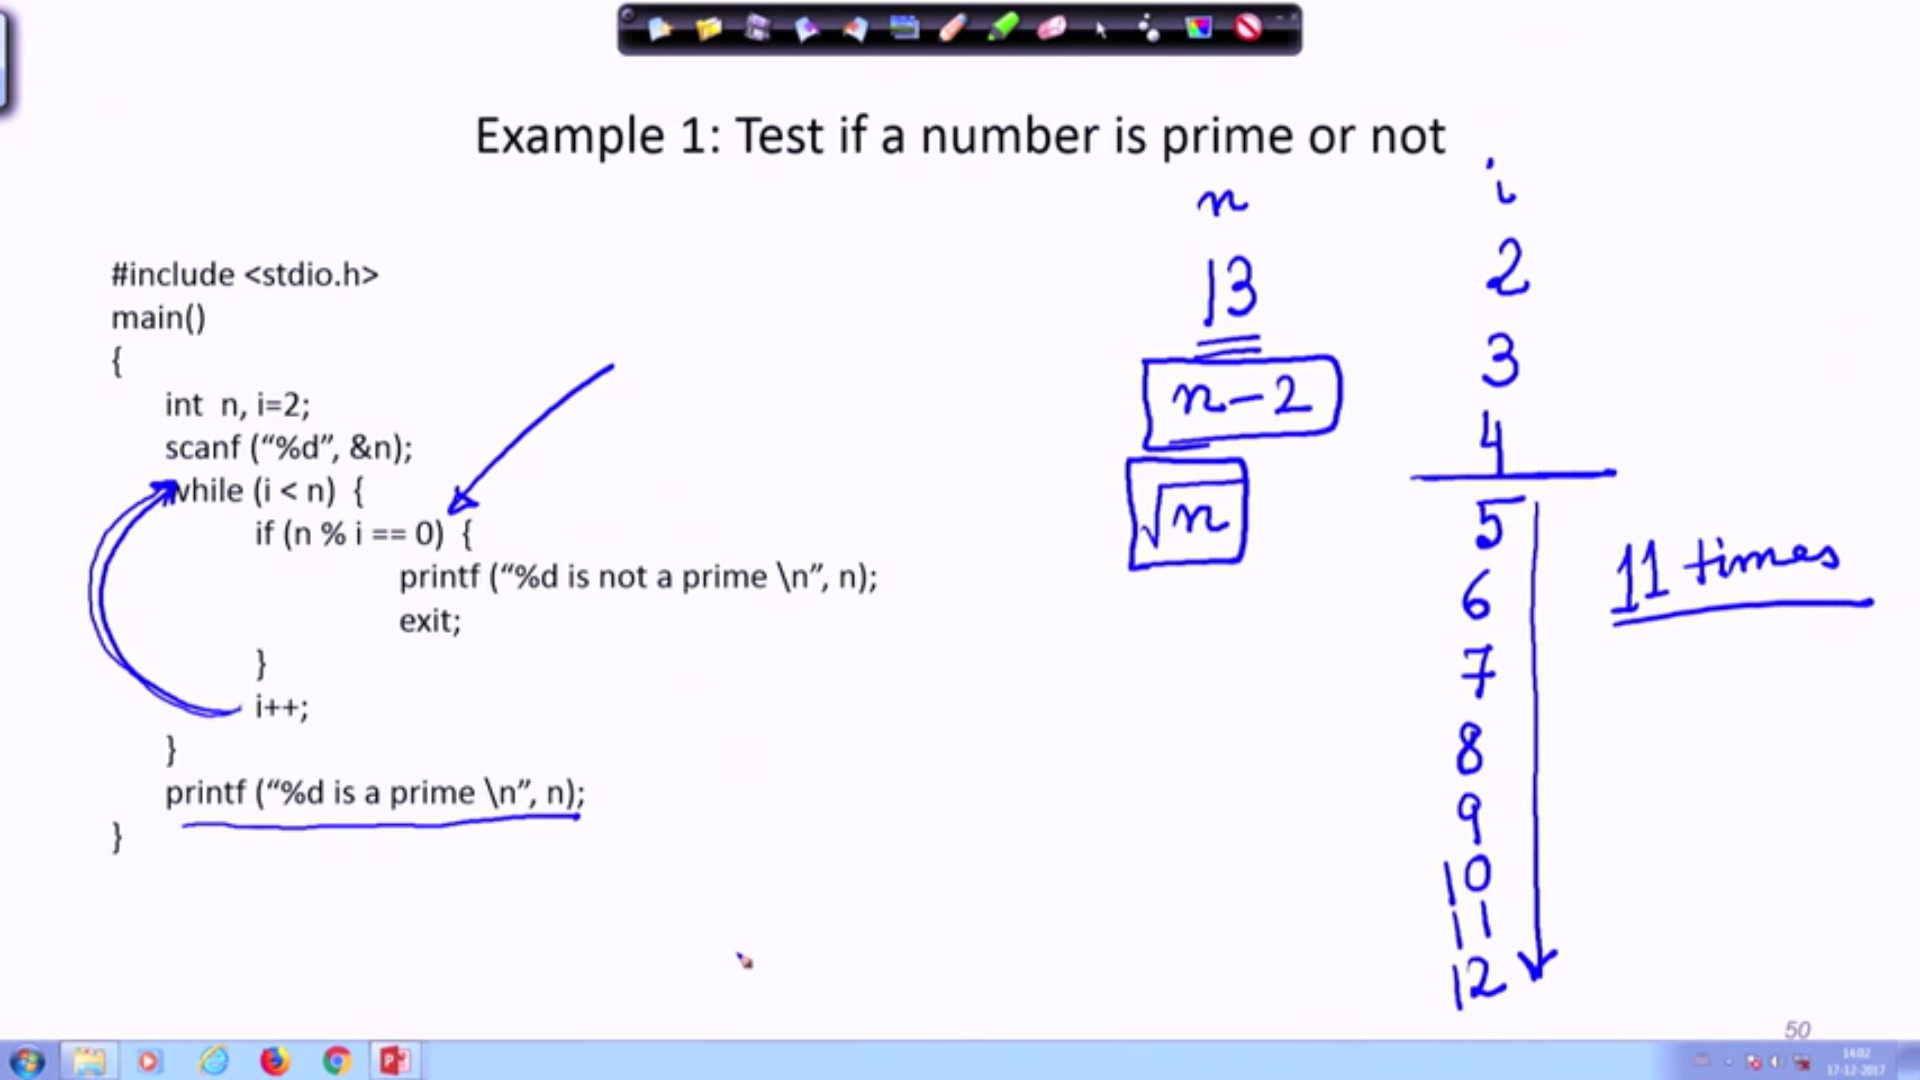 Example 1: Test if a number is prime or not
#include <stdio.h>
main()
{
int n, i=2;
scanf (“%d”, &n);
while (i < n) {
if (n % i == 0) {
printf (“%d is not a prime \n”, n);
exit;
}
i++;
}
printf (“%d is a prime \n”, n);
}
n
13
n-2
√n
i
2
3
4
5
6
7
8
9
10
11
12
11 times
50
14:02
17-12-2017